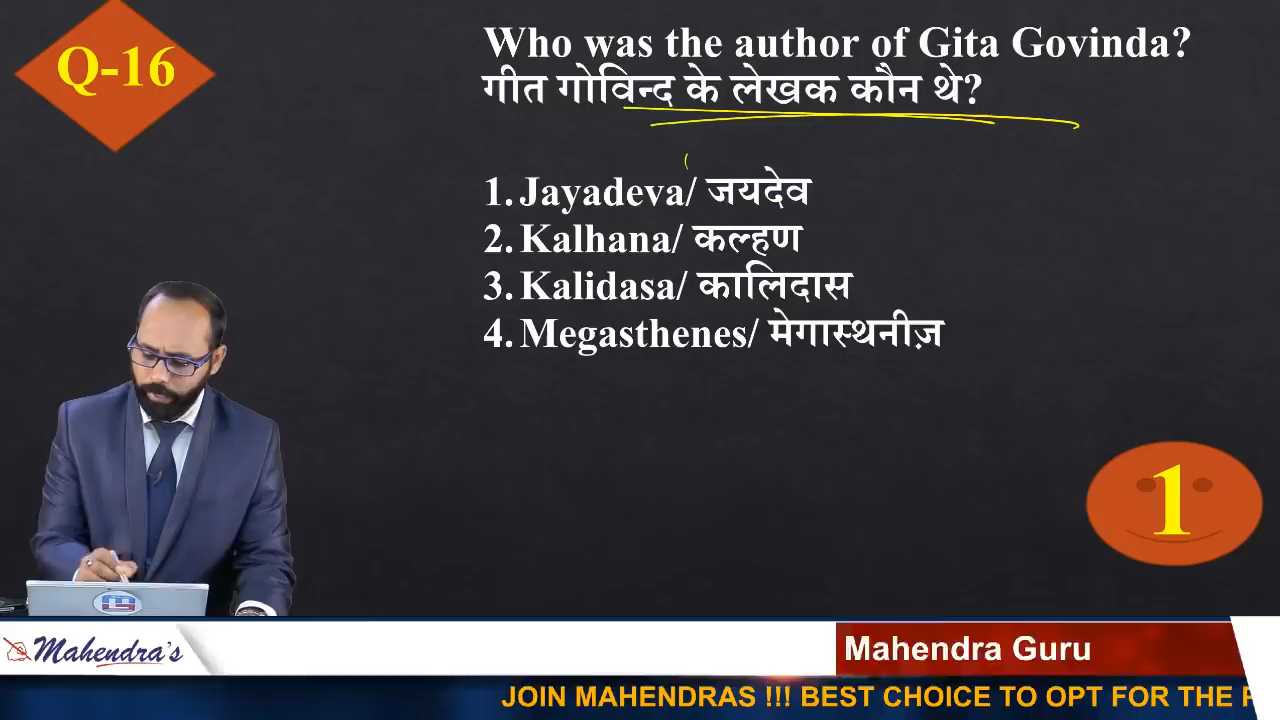 Q-16
Who was the author of Gita Govinda?
गीत गोविन्द के लेखक कौन थे?
1. Jayadeva/ जयदेव
2. Kalhana/ कल्हण
3. Kalidasa/ कालिदास
4. Megasthenes/ मेगास्थनीज़
1
Mahendra's
Mahendra Guru
JOIN MAHENDRAS !!! BEST CHOICE TO OPT FOR THE